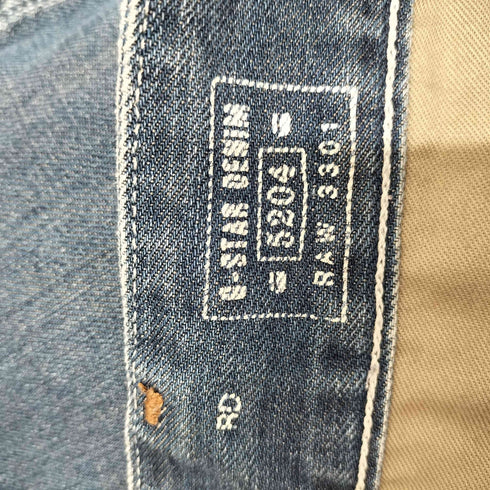 G-STAR DENIM
= 5204 =
RAW 3301
RD